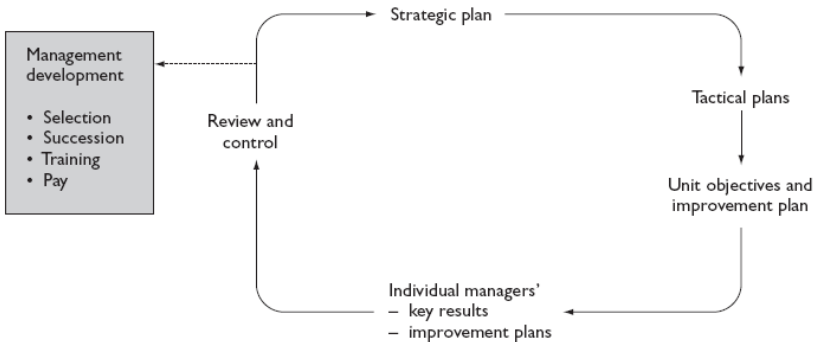 Strategic plan
Management
development
• Selection
• Succession
• Training
• Pay
Review and
control
Tactical plans
Unit objectives and
improvement plan
Individual managers’
– key results
– improvement plans